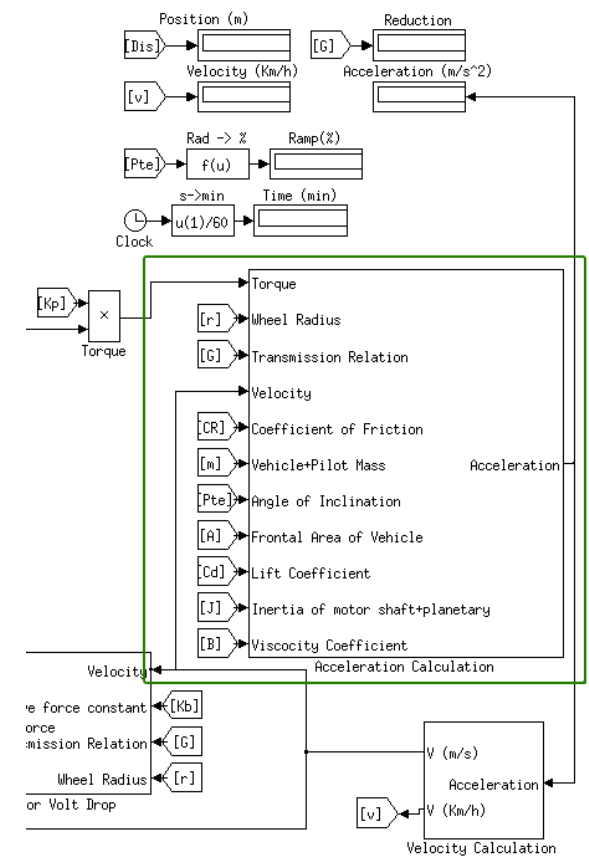 Position (m)
Reduction
[Dis]
[G]
Velocity (Km/h)
Acceleration (m/s^2)
[v]
Rad -> %
Ramp(%)
[Pte]
f(u)
s->min
Time (min)
u(1)/60
Clock
[Kp]
×
Torque
Torque
[r]
Wheel Radius
[G]
Transmission Relation
Velocity
[CR]
Coefficient of Friction
[m]
Vehicle+Pilot Mass
Acceleration
[Pte]
Angle of Inclination
[A]
Frontal Area of Vehicle
[Cd]
Lift Coefficient
[J]
Inertia of motor shaft+planetary
[B]
Viscocity Coefficient
Acceleration Calculation
Velocity
ve force constant
[Kb]
orce
smission Relation
[G]
Wheel Radius
[r]
or Volt Drop
V (m/s)
Acceleration
V (Km/h)
[v]
Velocity Calculation